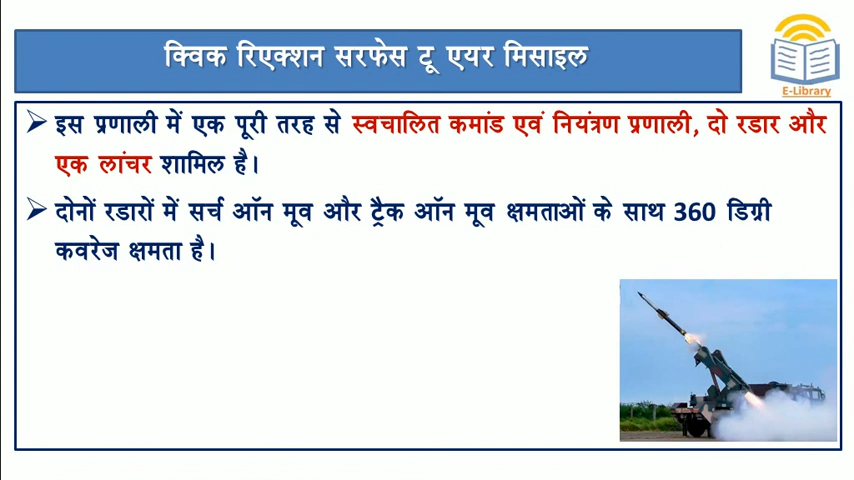 क्विक रिएक्शन सरफेस टू एयर मिसाइल
E-Library
इस प्रणाली में एक पूरी तरह से स्वचालित कमांड एवं नियंत्रण प्रणाली, दो रडार और
एक लांचर शामिल है।
दोनों रडारों में सर्च ऑन मूव और ट्रैक ऑन मूव क्षमताओं के साथ 360 डिग्री
कवरेज क्षमता है।